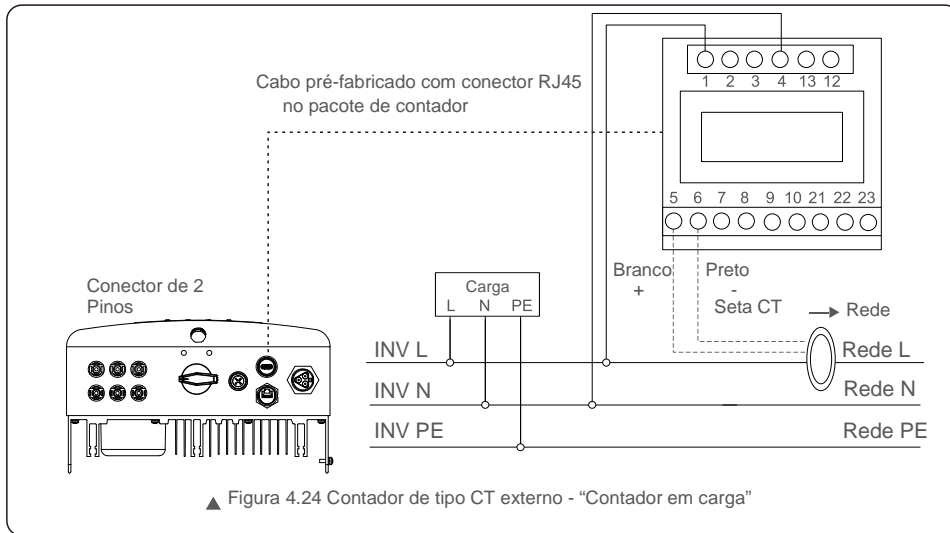 1 2 3 4 13 12
Cabo pré-fabricado com conector RJ45
no pacote de contador
5 6 7 8 9 10 21 22 23
Branco Preto
+ -
Seta CT → Rede
Conector de 2
Pinos
Carga
L N PE
INV L Rede L
INV N Rede N
INV PE Rede PE
▲ Figura 4.24 Contador de tipo CT externo - “Contador em carga”